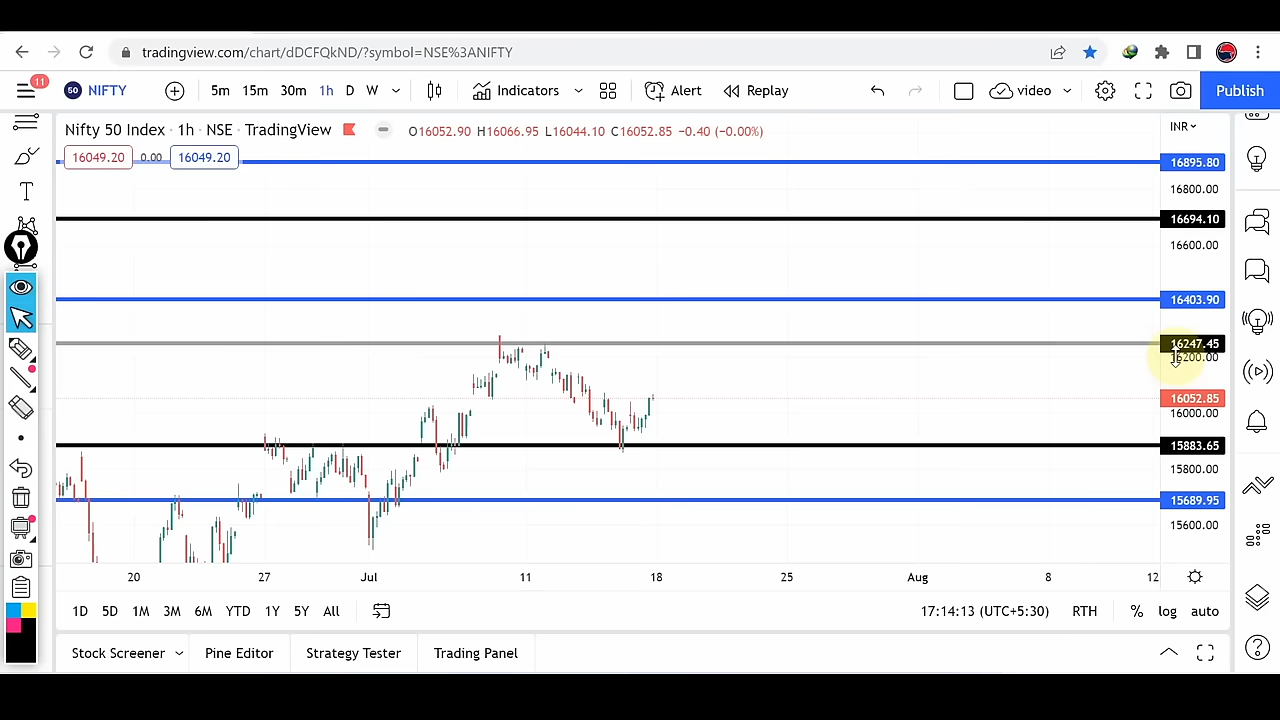 tradingview.com/chart/dDCFQkND/?symbol=NSE%3ANIFTY
11
50 NIFTY 5m 15m 30m 1h D W Indicators Alert Replay video Publish
Nifty 50 Index · 1h · NSE · TradingView O16052.90 H16066.95 L16044.10 C16052.85 −0.40 (−0.00%) INR
16049.20 0.00 16049.20
16895.80
16800.00
16694.10
16600.00
16403.90
16247.45
16200.00
16052.85
16000.00
15883.65
15800.00
15689.95
15600.00
20 27 Jul 11 18 25 Aug 8 12
1D 5D 1M 3M 6M YTD 1Y 5Y All 17:14:13 (UTC+5:30) RTH % log auto
Stock Screener Pine Editor Strategy Tester Trading Panel